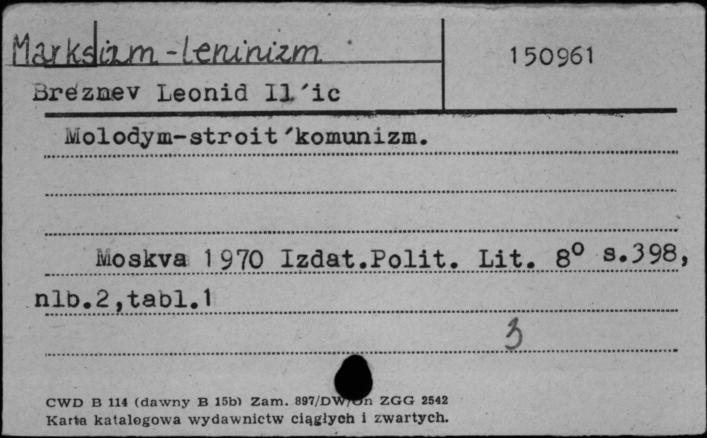 Marksizm-leninizm
150961
Breznev Leonid Il'ic
Molodym-stroit'komunizm.
Moskva 1970 Izdat.Polit. Lit. 8° s.398,
nlb.2,tabl.1
3
CWD B 114 (dawny B 15b) Zam. 897/DW/On ZGG 2542
Karta katalogowa wydawnictw ciągłych i zwartych.